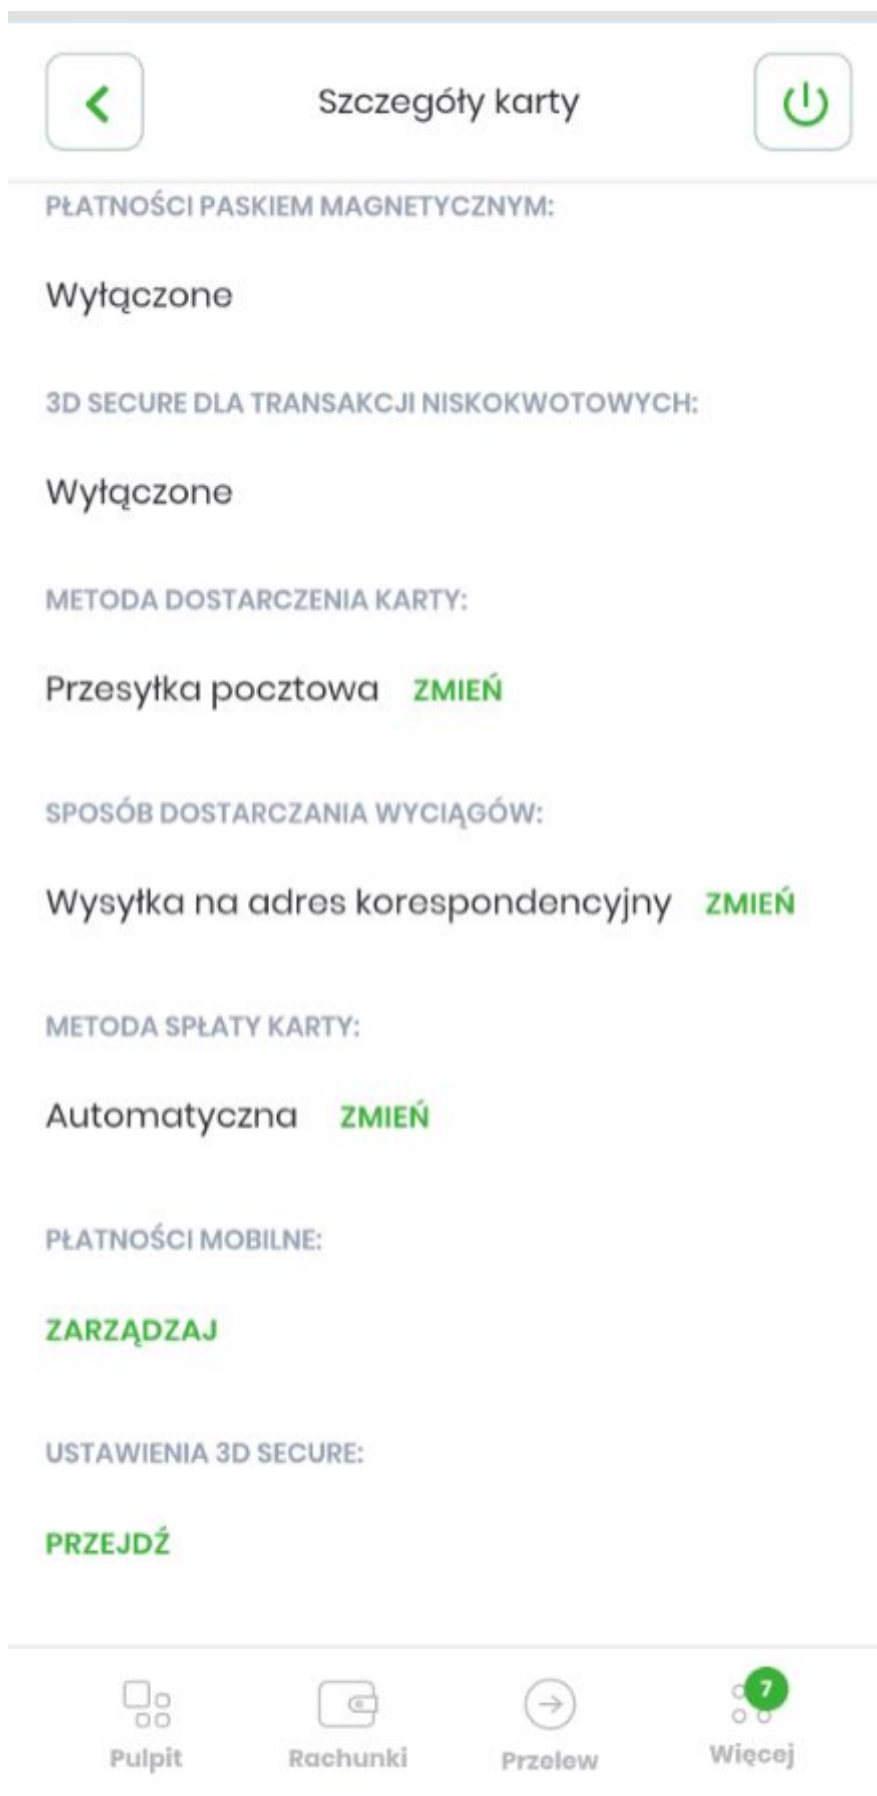 Szczegóły karty
PŁATNOŚCI PASKIEM MAGNETYCZNYM:
Wyłączone
3D SECURE DLA TRANSAKCJI NISKOKWOTOWYCH:
Wyłączone
METODA DOSTARCZENIA KARTY:
Przesyłka pocztowa ZMIEŃ
SPOSÓB DOSTARCZANIA WYCIĄGÓW:
Wysyłka na adres korespondencyjny ZMIEŃ
METODA SPŁATY KARTY:
Automatyczna ZMIEŃ
PŁATNOŚCI MOBILNE:
ZARZĄDZAJ
USTAWIENIA 3D SECURE:
PRZEJDŹ
7
Pulpit Rachunki Przelew Więcej